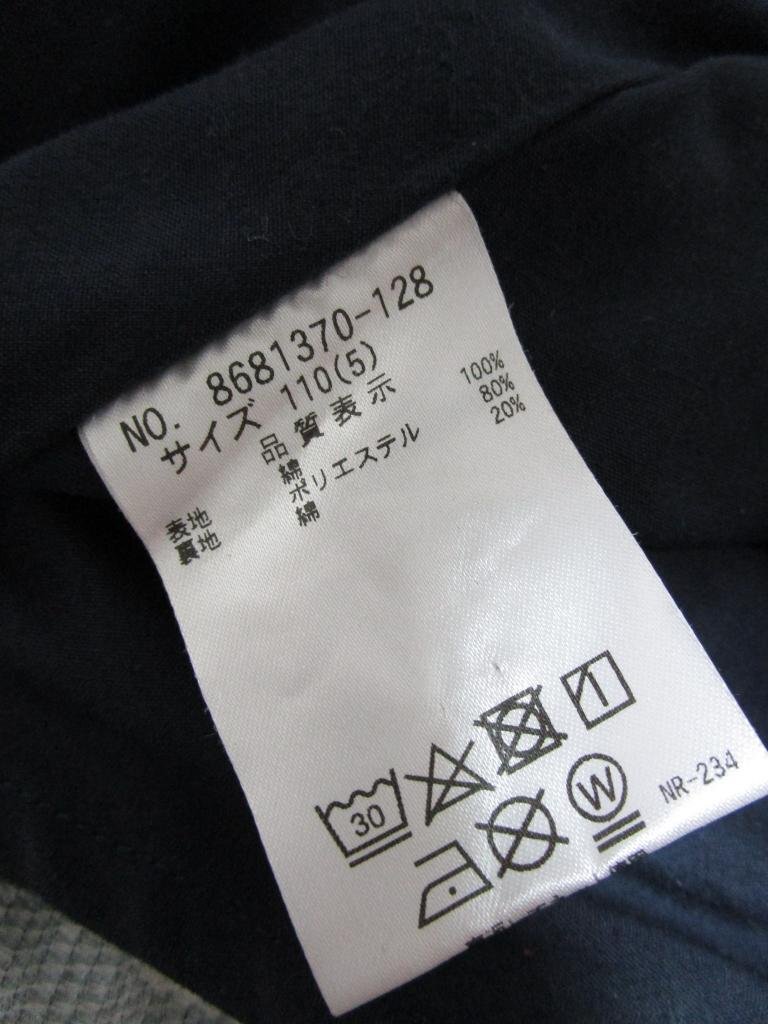 NO. 8681370-128
サイズ 110(5)
品質表示
表地 綿 100%
裏地 ポリエステル 80%
綿 20%
30
1
W
NR-234